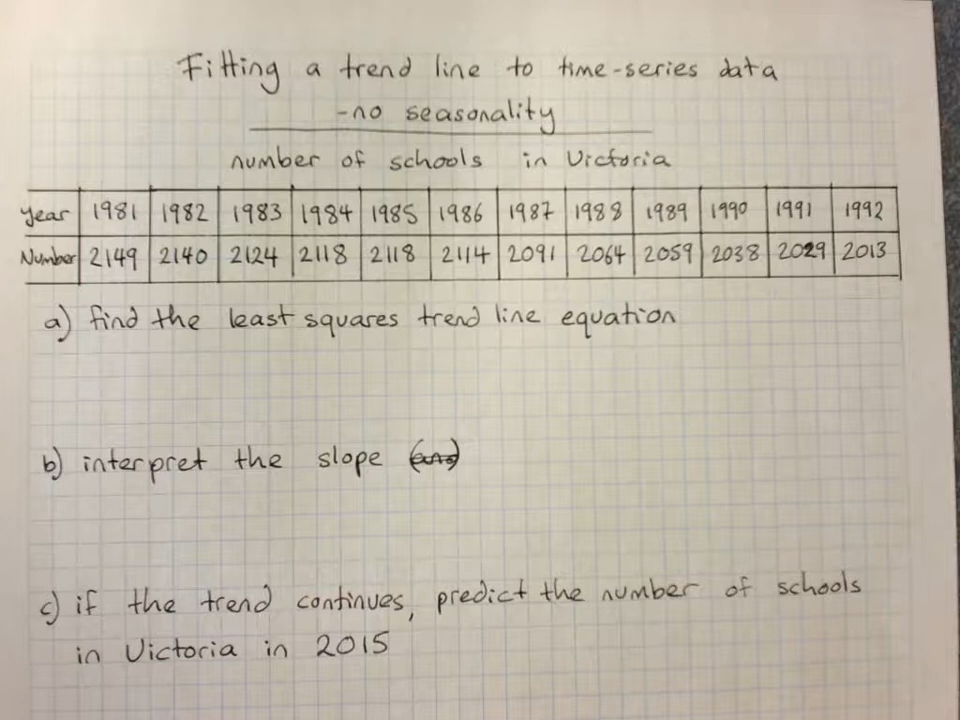 Fitting a trend line to time-series data
-no seasonality
number of schools in Victoria
Year 1981 1982 1983 1984 1985 1986 1987 1988 1989 1990 1991 1992
Number 2149 2140 2124 2118 2118 2114 2091 2064 2059 2038 2029 2013
a) find the least squares trend line equation
b) interpret the slope
c) if the trend continues, predict the number of schools
in Victoria in 2015